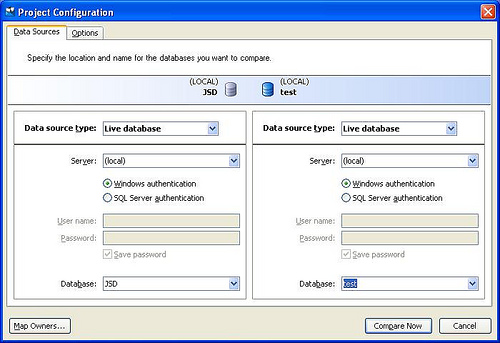 Project Configuration
Data Sources Options
Specify the location and name for the databases you want to compare.
(LOCAL) (LOCAL)
JSD test
Data source type: Live database Data source type: Live database
Server: (local) Server: (local)
Windows authentication Windows authentication
SQL Server authentication SQL Server authentication
User name: User name:
Password: Password:
Save password Save password
Database: JSD Database: test
Map Owners... Compare Now Cancel